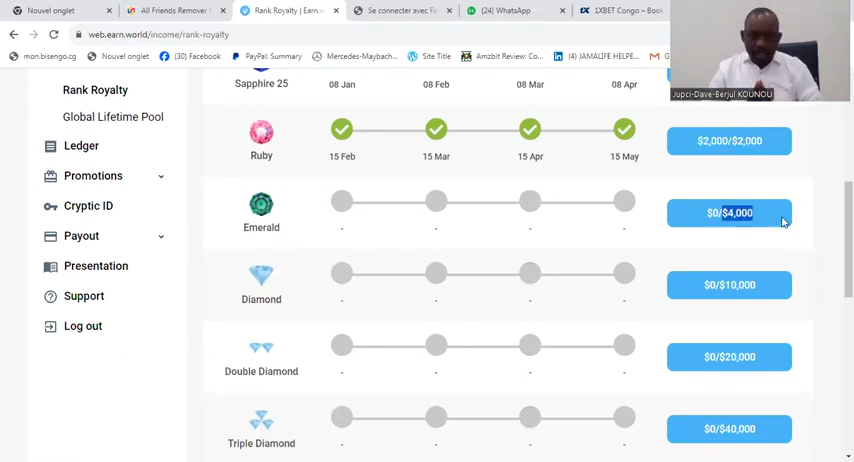 Nouvel onglet
All Friends Remover f
Rank Royalty | Earn.w
Se connecter avec Fa
(24) WhatsApp
1XBET Congo – Book
web.earn.world/income/rank-royalty
mon.bisengo.cg
Nouvel onglet
(30) Facebook
PayPal: Summary
Mercedes-Maybach...
Site Title
Amzbit Review: Co...
JAMALIFE HELPE...
G
Jupci-Dave-Berjul KOUNOU
Rank Royalty
Global Lifetime Pool
Ledger
Promotions
Cryptic ID
Payout
Presentation
Support
Log out
Sapphire 25
08 Jan
08 Feb
08 Mar
08 Apr
Ruby
15 Feb
15 Mar
15 Apr
15 May
$2,000/$2,000
Emerald
- - - -
$0/$4,000
Diamond
- - - -
$0/$10,000
Double Diamond
- - - -
$0/$20,000
Triple Diamond
- - - -
$0/$40,000